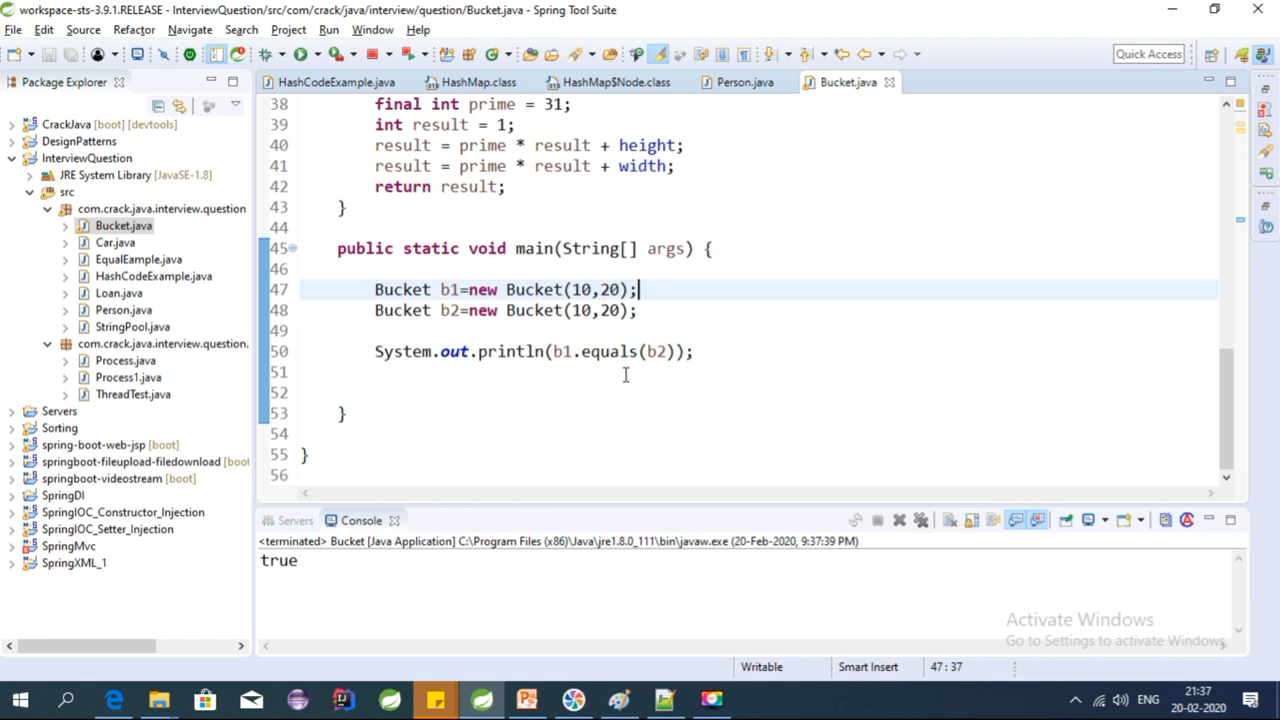 workspace-sts-3.9.1.RELEASE - InterviewQuestion/src/com/crack/java/interview/question/Bucket.java - Spring Tool Suite
File Edit Source Refactor Navigate Search Project Run Window Help
Quick Access
Package Explorer
HashCodeExample.java HashMap.class HashMap$Node.class Person.java Bucket.java
CrackJava [boot] [devtools]
DesignPatterns
InterviewQuestion
JRE System Library [JavaSE-1.8]
src
com.crack.java.interview.question
Bucket.java
Car.java
EqualEample.java
HashCodeExample.java
Loan.java
Person.java
StringPool.java
com.crack.java.interview.question.
Process.java
Process1.java
ThreadTest.java
Servers
Sorting
spring-boot-web-jsp [boot]
springboot-fileupload-filedownload [boot
springboot-videostream [boot]
SpringDI
SpringIOC_Constructor_Injection
SpringIOC_Setter_Injection
SpringMvc
SpringXML_1
38 final int prime = 31;
39 int result = 1;
40 result = prime * result + height;
41 result = prime * result + width;
42 return result;
43 }
44
45 public static void main(String[] args) {
46
47 Bucket b1=new Bucket(10,20);
48 Bucket b2=new Bucket(10,20);
49
50 System.out.println(b1.equals(b2));
51
52
53 }
54
55 }
56
Servers Console
<terminated> Bucket [Java Application] C:\Program Files (x86)\Java\jre1.8.0_111\bin\javaw.exe (20-Feb-2020, 9:37:39 PM)
true
Activate Windows
Go to Settings to activate Windows.
Writable Smart Insert 47 : 37
ENG
21:37
20-02-2020